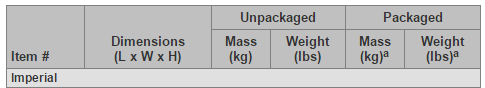 Unpackaged Packaged
Item # Dimensions (L x W x H) Mass (kg) Weight (lbs) Mass (kg)a Weight (lbs)a
Imperial